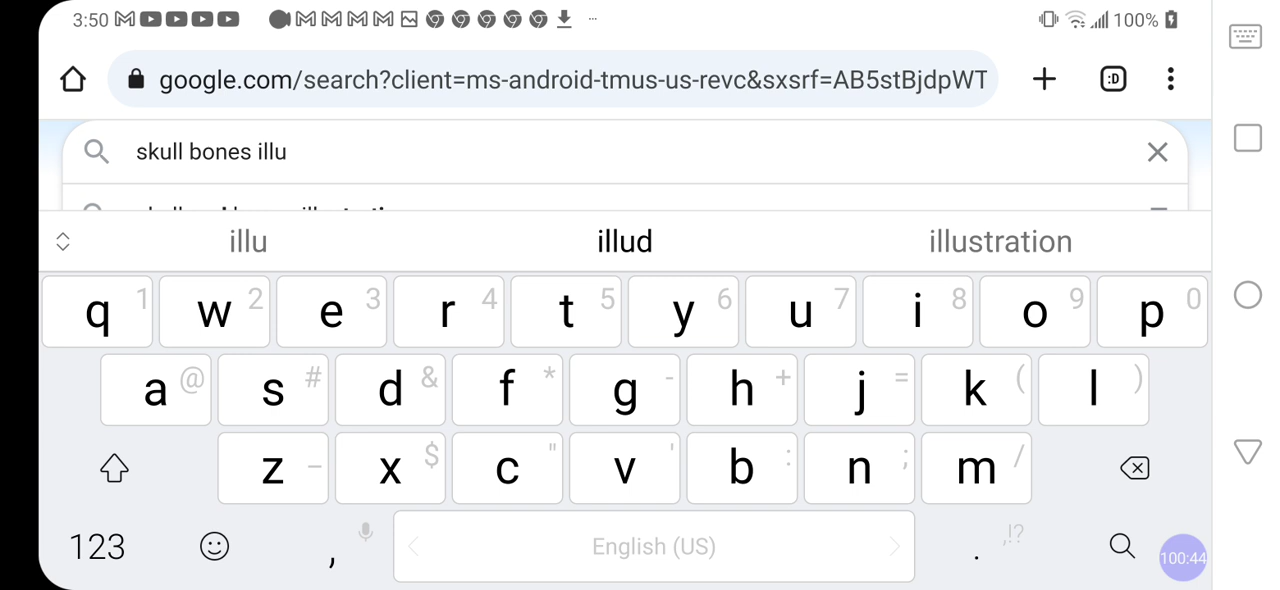 3:50 100%
google.com/search?client=ms-android-tmus-us-revc&sxsrf=AB5stBjdpWT :D
skull bones illu
illu illud illustration
q 1 w 2 e 3 r 4 t 5 y 6 u 7 i 8 o 9 p 0
a @ s # d & f * g - h + j = k ( l )
z – x $ c " v ' b : n ; m /
123 , English (US) . ,!?
100:44